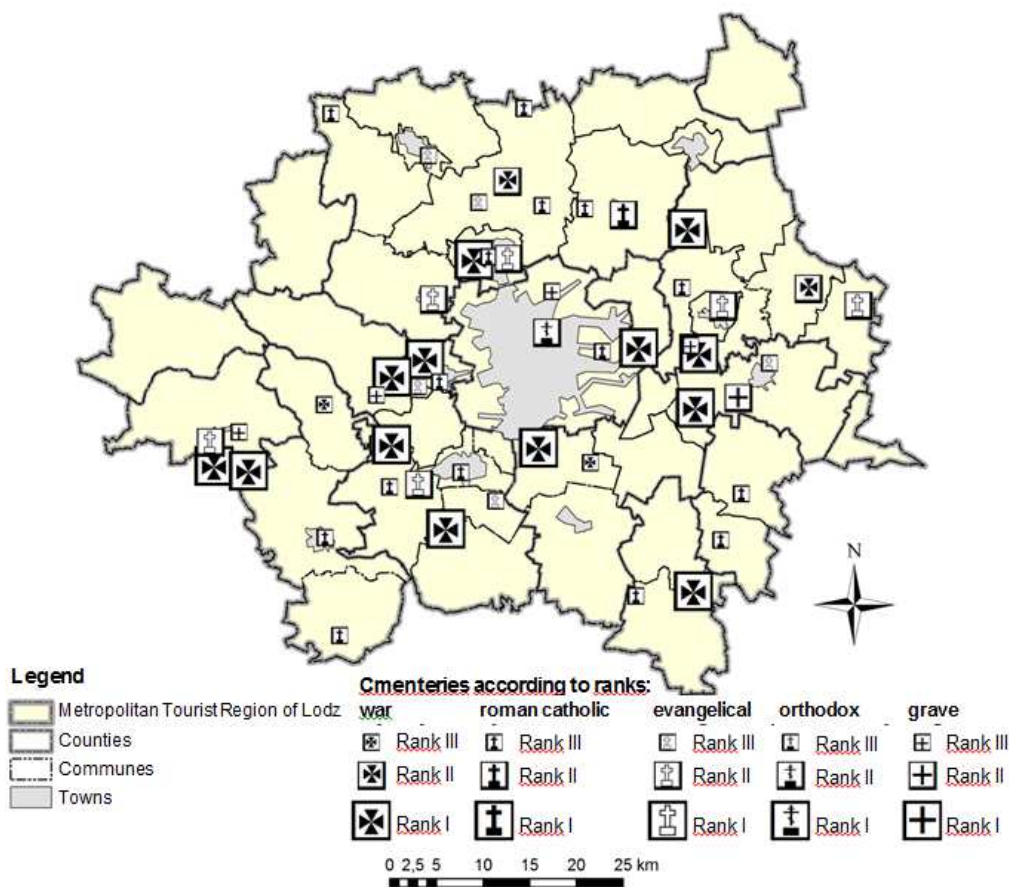 N
Legend
Metropolitan Tourist Region of Lodz
Counties
Communes
Towns
Cmenteries according to ranks:
war roman catholic evangelical orthodox grave
Rank III Rank III Rank III Rank III Rank III
Rank II Rank II Rank II Rank II Rank II
Rank I Rank I Rank I Rank I Rank I
0 2,5 5 10 15 20 25 km